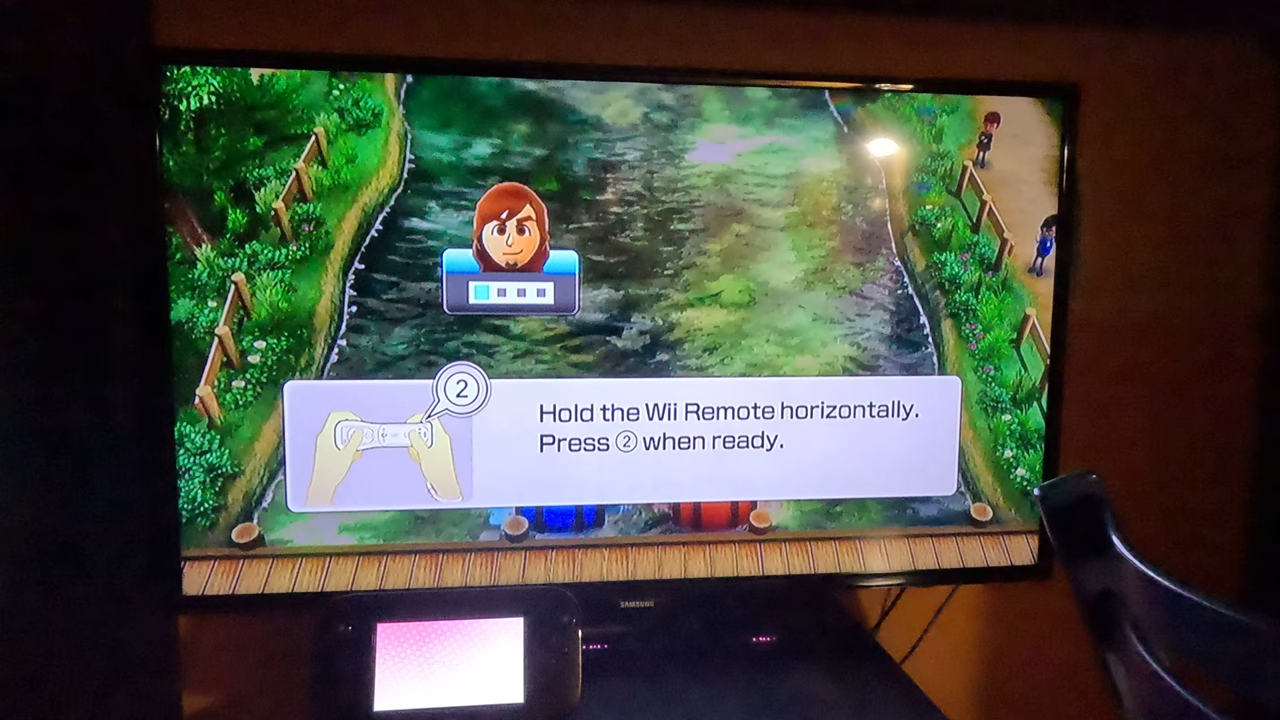 2
Hold the Wii Remote horizontally.
Press ② when ready.
SAMSUNG